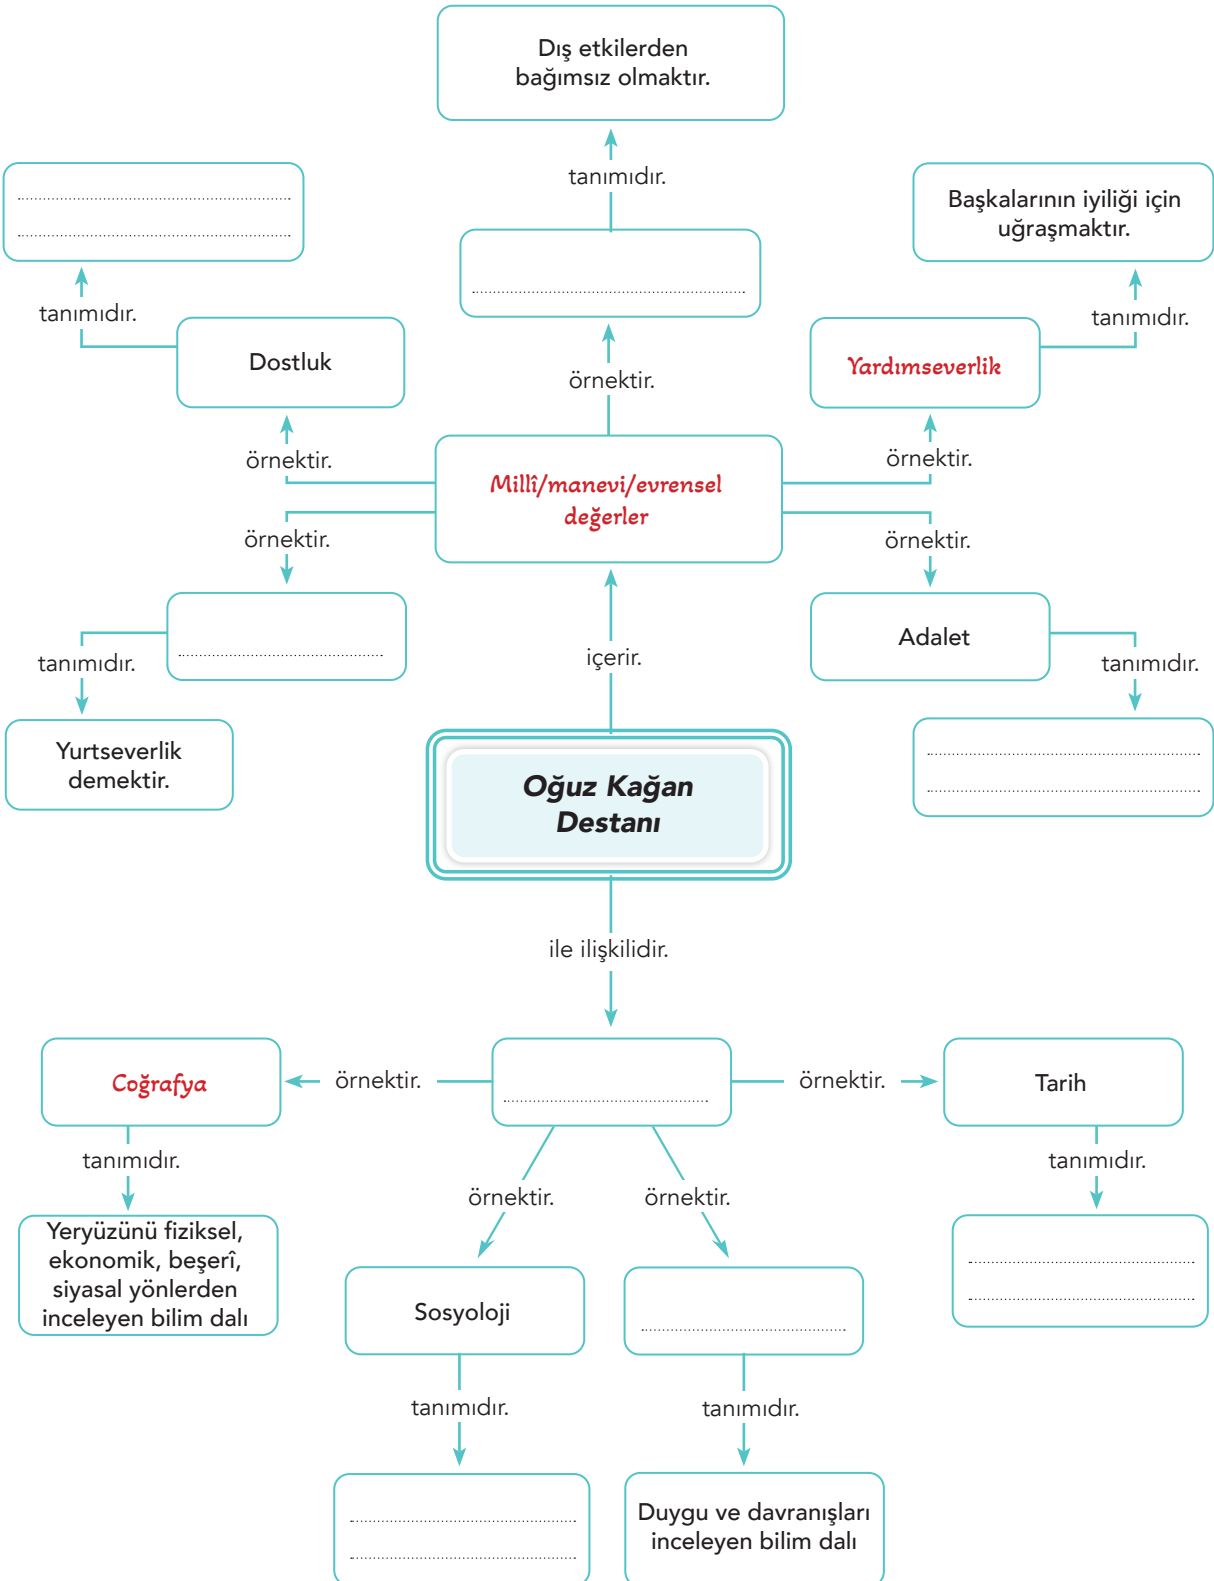 Dış etkilerden
bağımsız olmaktır.
tanımıdır.
Başkalarının iyiliği için
uğraşmaktır.
tanımıdır.
tanımıdır.
Dostluk
örnektir.
Yardımseverlik
örnektir.
örnektir.
Millî/manevi/evrensel
değerler
örnektir.
örnektir.
tanımıdır.
Yurtseverlik
demektir.
içerir.
Adalet
tanımıdır.
Oğuz Kağan
Destanı
ile ilişkilidir.
Coğrafya
örnektir.
örnektir.
Tarih
tanımıdır.
örnektir.
örnektir.
tanımıdır.
Yeryüzünü fiziksel,
ekonomik, beşerî,
siyasal yönlerden
inceleyen bilim dalı
Sosyoloji
tanımıdır.
tanımıdır.
Duygu ve davranışları
inceleyen bilim dalı